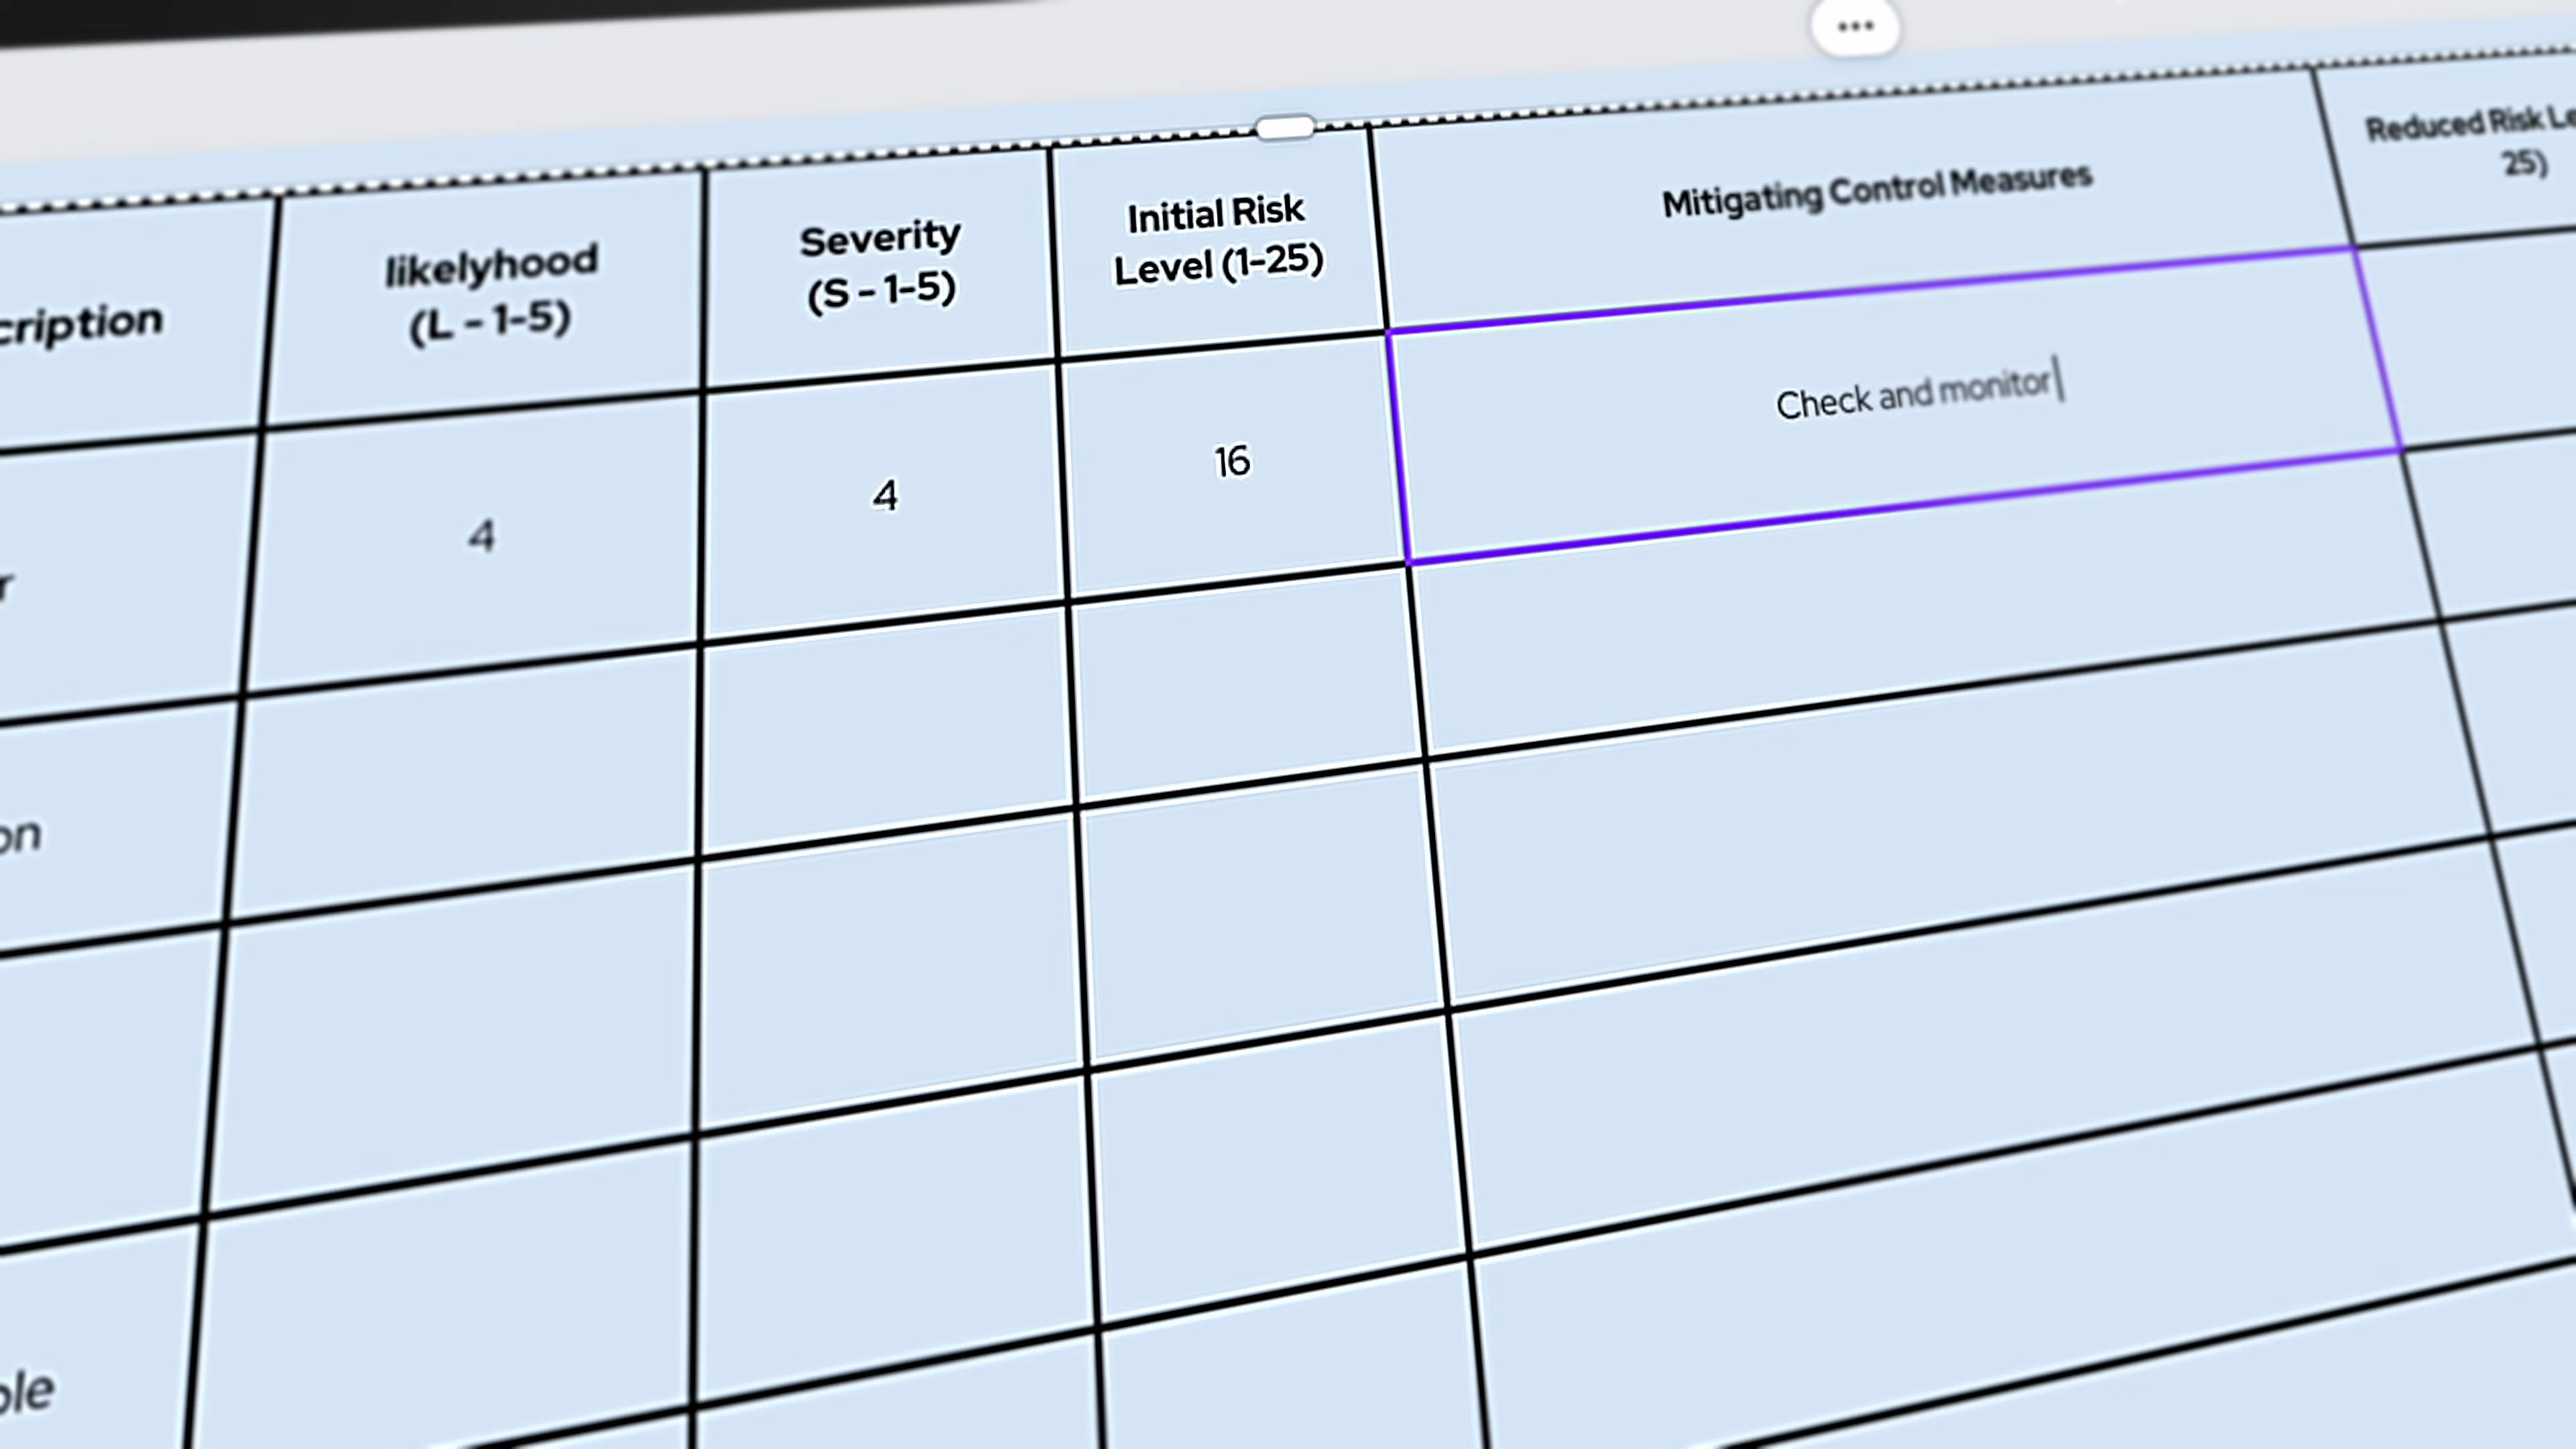 cription
likelyhood
(L - 1-5)
Severity
(S - 1-5)
Initial Risk
Level (1-25)
Mitigating Control Measures
Reduced Risk Le
25)
r
4
4
16
Check and monitor
on
ole